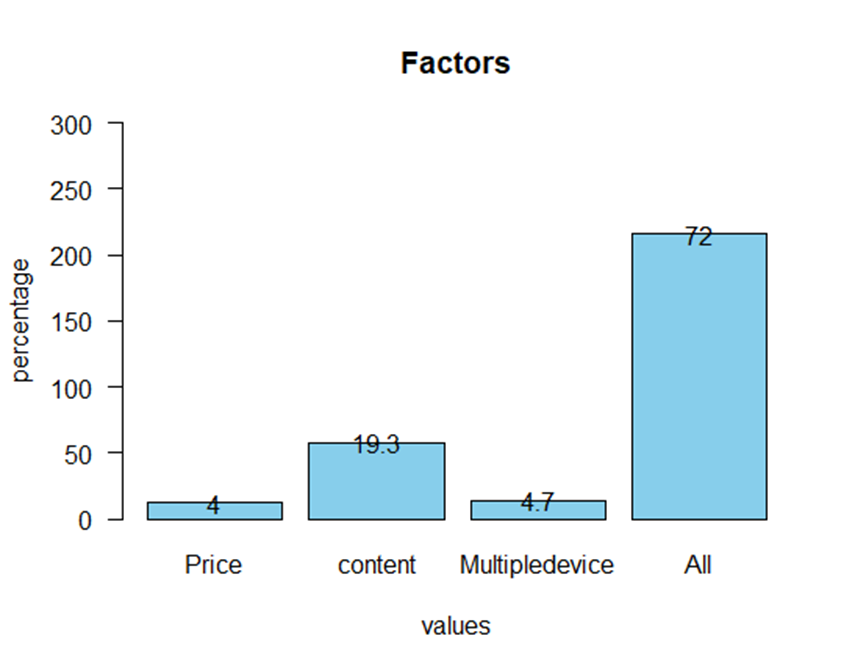 Factors
300
250
200
150
100
50
0
percentage
4
19.3
4.7
72
Price content Multipledevice All
values